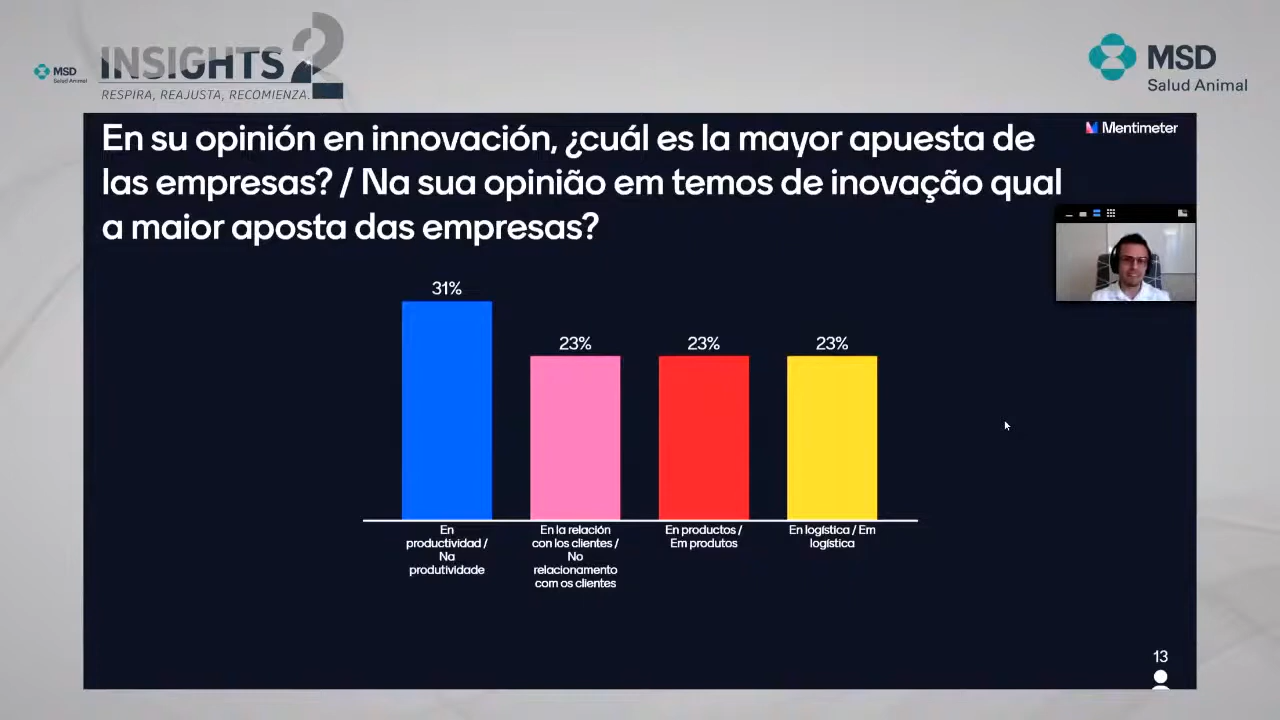 MSD
Salud Animal
INSIGHTS 2
RESPIRA, REAJUSTA, RECOMIENZA.
MSD
Salud Animal
En su opinión en innovación, ¿cuál es la mayor apuesta de
las empresas? / Na sua opinião em temos de inovação qual
a maior aposta das empresas?
Mentimeter
31%
23%
23%
23%
En
productividad /
Na
produtividade
En la relación
con los clientes /
No
relacionamento
com os clientes
En productos /
Em produtos
En logística / Em
logística
13